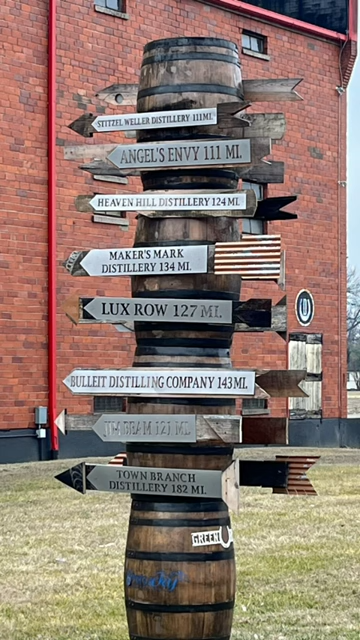 STITZEL WELLER DISTILLERY 111MI.
ANGEL'S ENVY 111 MI.
HEAVEN HILL DISTILLERY 124 MI.
MAKER'S MARK
DISTILLERY 134 MI.
LUX ROW 127 MI.
BULLEIT DISTILLING COMPANY 143 MI.
JIM BEAM 121 MI.
TOWN BRANCH
DISTILLERY 182 MI.
GREEN